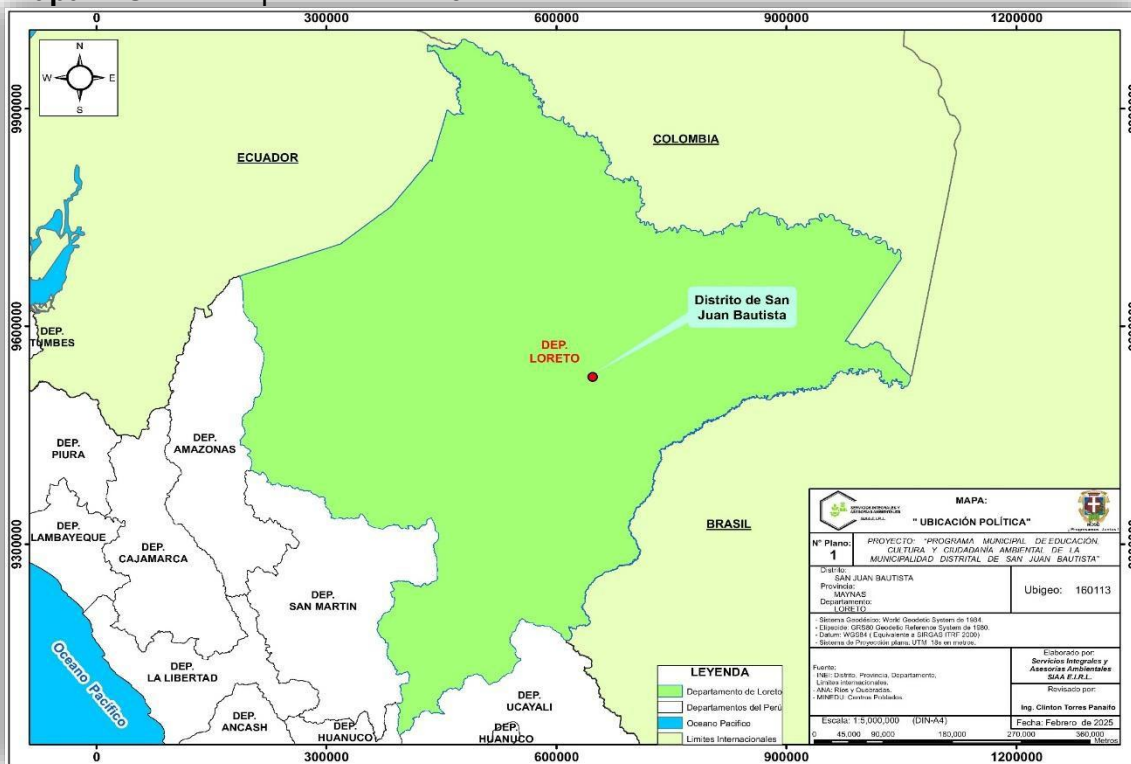 0 300000 600000 900000 1200000
N
W E
S
9900000
9600000
9300000
ECUADOR
COLOMBIA
BRASIL
Distrito de San
Juan Bautista
DEP.
LORETO
DEP.
TUMBES
DEP.
PIURA
DEP.
AMAZONAS
DEP.
LAMBAYEQUE
DEP.
CAJAMARCA
DEP.
SAN MARTIN
DEP.
LA LIBERTAD
DEP.
ANCASH
DEP.
HUANUCO
DEP.
HUANUCO
DEP.
UCAYALI
Oceano Pacífico
LEYENDA
Departamento de Loreto
Departamentos del Perú
Oceano Pacifico
Limites Internacionales
SERVICIOS INTEGRALES Y
ASESORÍAS AMBIENTALES
SIAA E.I.R.L.
MAPA:
" UBICACIÓN POLÍTICA"
N° Plano:
1
PROYECTO: "PROGRAMA MUNICIPAL DE EDUCACIÓN,
CULTURA Y CIUDADANÍA AMBIENTAL DE LA
MUNICIPALIDAD DISTRITAL DE SAN JUAN BAUTISTA"
Distrito:
SAN JUAN BAUTISTA
Provincia:
MAYNAS
Departamento:
LORETO
Ubigeo: 160113
- Sistema Geodésico: World Geodetic System de 1984.
- Elipsoide: GRS80 Geodetic Reference System de 1980.
- Datum: WGS84 ( Equivalente a SIRGAS ITRF 2000)
- Sistema de Proyección plana: UTM 18s en metros.
Fuente:
- INEI: Distrito, Provincia, Departamento,
Limites Internacionales.
- ANA: Ríos y Quebradas.
- MINEDU: Centros Poblados.
Elaborado por:
Servicios Integrales y
Asesorías Ambientales
SIAA E.I.R.L.
Revisado por:
Ing. Clinton Torres Panaifo
Escala: 1:5,000,000 (DIN-A4)
Fecha: Febrero de 2025
0 45,000 90,000 180,000 270,000 360,000
Metros
0 300000 600000 900000 1200000